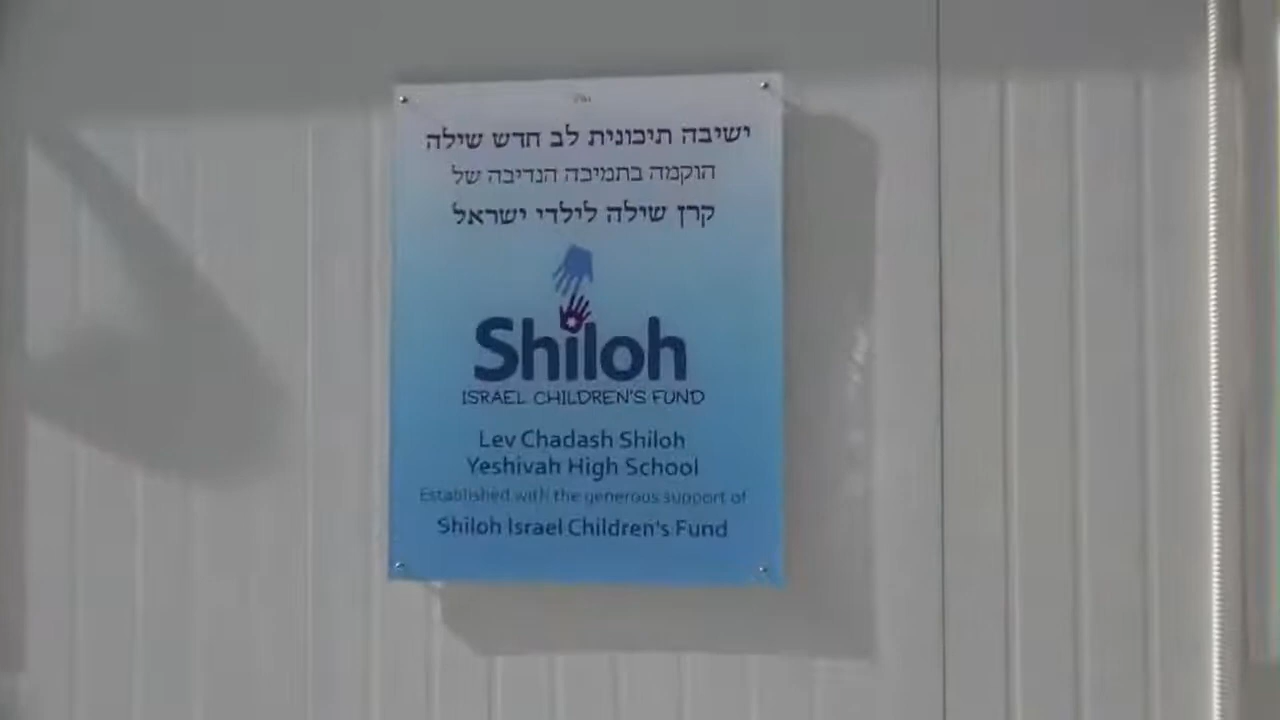 ישיבה תיכונית לב חדש שילה
הוקמה בתמיכה הנדיבה של
קרן שילה לילדי ישראל
Shiloh
ISRAEL CHILDREN'S FUND
Lev Chadash Shiloh
Yeshivah High School
Established with the generous support of
Shiloh Israel Children's Fund